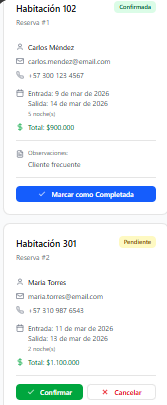 Habitación 102
Confirmada
Reserva #1
Carlos Méndez
carlos.mendez@email.com
+57 300 123 4567
Entrada: 9 de mar de 2026
Salida: 14 de mar de 2026
5 noche(s)
Total: $900.000
Observaciones:
Cliente frecuente
Marcar como Completada
Habitación 301
Pendiente
Reserva #2
Maria Torres
maria.torres@email.com
+57 310 987 6543
Entrada: 11 de mar de 2026
Salida: 13 de mar de 2026
2 noche(s)
Total: $1.100.000
Confirmar
Cancelar